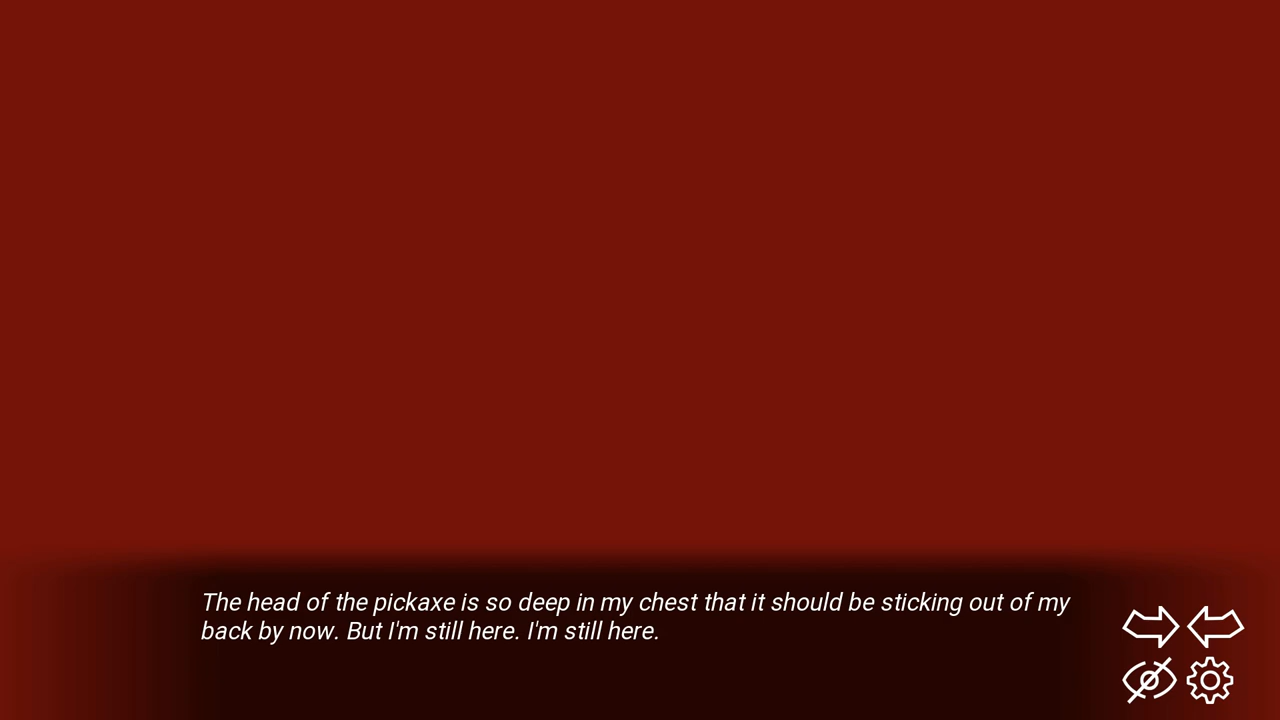 The head of the pickaxe is so deep in my chest that it should be sticking out of my
back by now. But I'm still here. I'm still here.